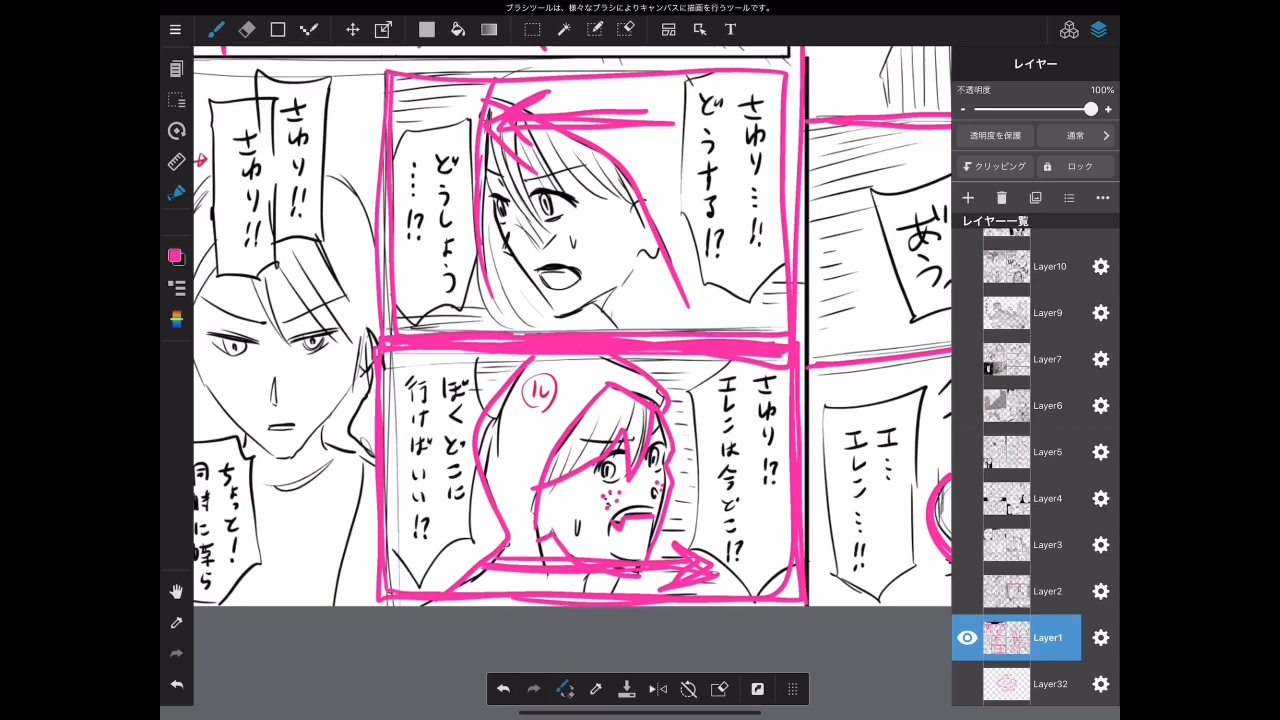 ブラシツールは、様々なブラシによりキャンバスに描画を行うツールです。
T
レイヤー
不透明度
100%
-
+
透明度を保護
通常
クリッピング
ロック
レイヤー一覧
Layer10
Layer9
Layer7
Layer6
Layer5
Layer4
Layer3
Layer2
Layer1
Layer32
さゆり…!!
どうする!?
どうしよう
…!?
さゆり!!
さゆり!!
さゆり!?
エレンは今どこ!?
ル
ぼくどこに
行けばいい!?
エ…
エレン…!!
ちょっと!
同時に